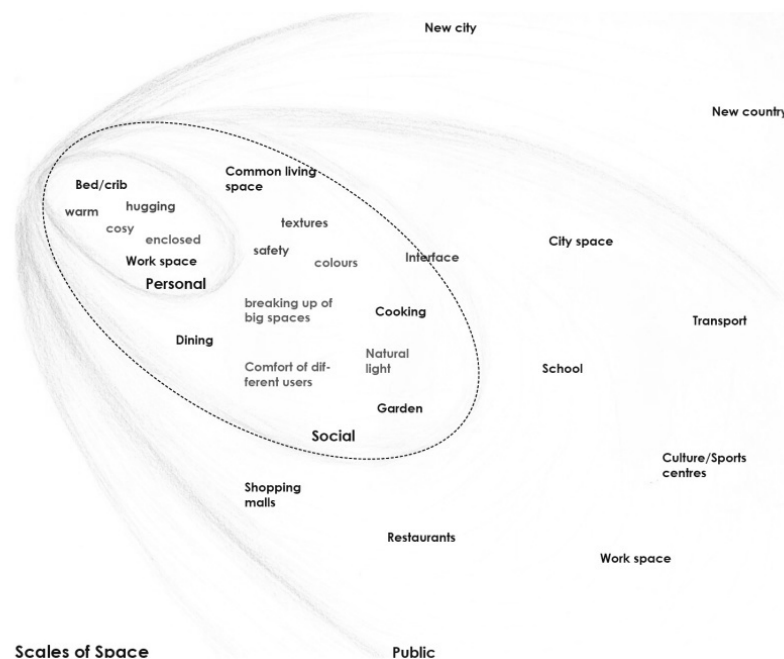 New city
New country
Common living
space
Bed/crib
hugging
warm
textures
cosy
enclosed
safety
City space
Interface
Work space
colours
Personal
breaking up of
big spaces
Cooking
Transport
Dining
Natural
light
Comfort of dif-
ferent users
School
Garden
Social
Culture/Sports
centres
Shopping
malls
Restaurants
Work space
Scales of Space
Public